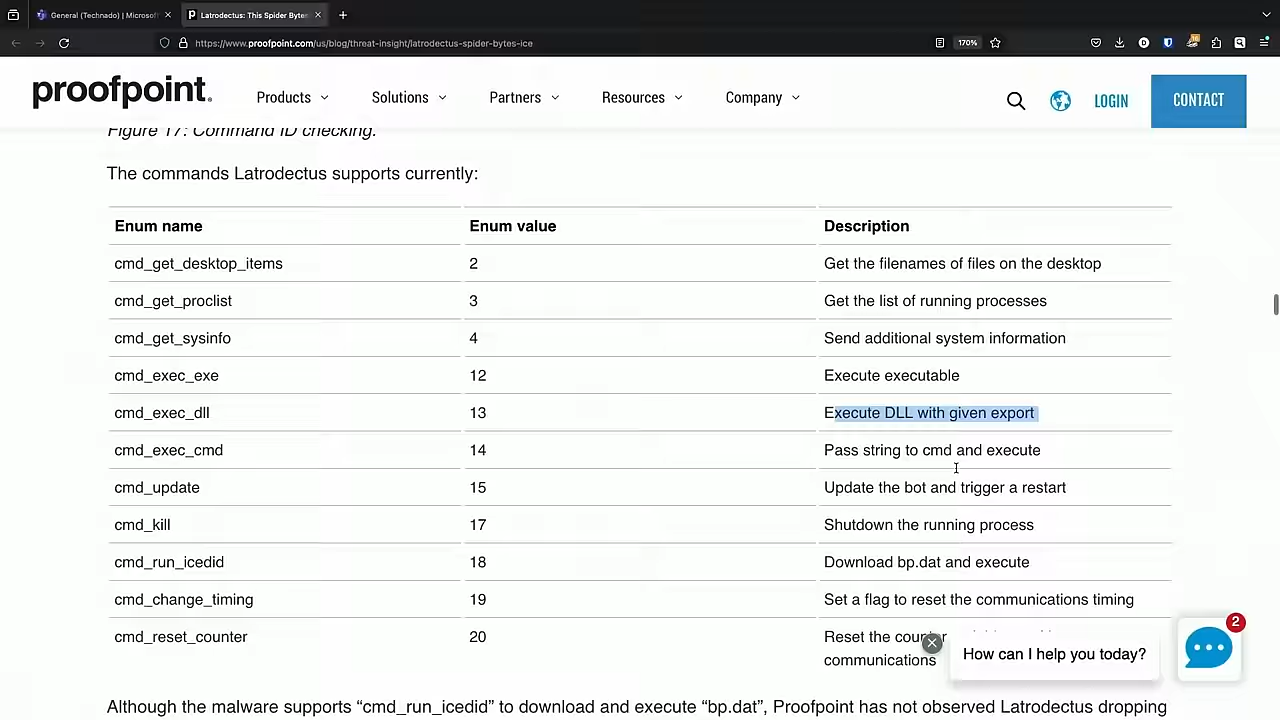 General (Technado) | Microsof
Latrodectus: This Spider Bytes
https://www.proofpoint.com/us/blog/threat-insight/latrodectus-spider-bytes-ice
170%
proofpoint.
Products
Solutions
Partners
Resources
Company
LOGIN
CONTACT
Figure 17: Command ID checking.
The commands Latrodectus supports currently:
Enum name Enum value Description
cmd_get_desktop_items 2 Get the filenames of files on the desktop
cmd_get_proclist 3 Get the list of running processes
cmd_get_sysinfo 4 Send additional system information
cmd_exec_exe 12 Execute executable
cmd_exec_dll 13 Execute DLL with given export
cmd_exec_cmd 14 Pass string to cmd and execute
cmd_update 15 Update the bot and trigger a restart
cmd_kill 17 Shutdown the running process
cmd_run_icedid 18 Download bp.dat and execute
cmd_change_timing 19 Set a flag to reset the communications timing
cmd_reset_counter 20 Reset the counter
communications
How can I help you today?
2
Although the malware supports “cmd_run_icedid” to download and execute “bp.dat”, Proofpoint has not observed Latrodectus dropping